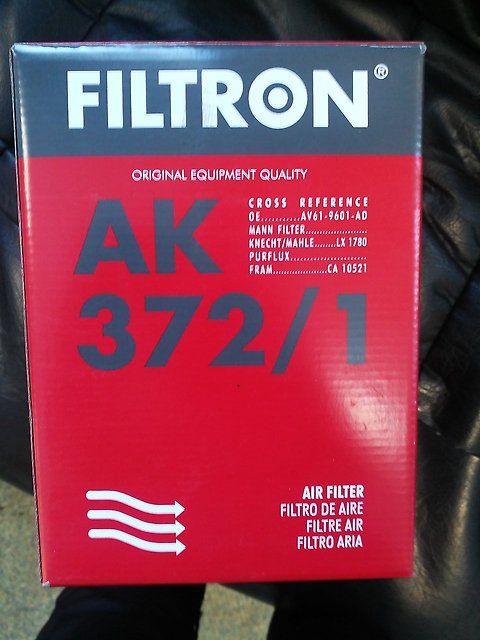 FILTRON®
ORIGINAL EQUIPMENT QUALITY
AK
372/1
CROSS REFERENCE
OE...........AV61-9601-AD
MANN FILTER.....................
KNECHT/MAHLE........LX 1780
PURFLUX.......................
FRAM.....................CA 10521
AIR FILTER
FILTRO DE AIRE
FILTRE AIR
FILTRO ARIA